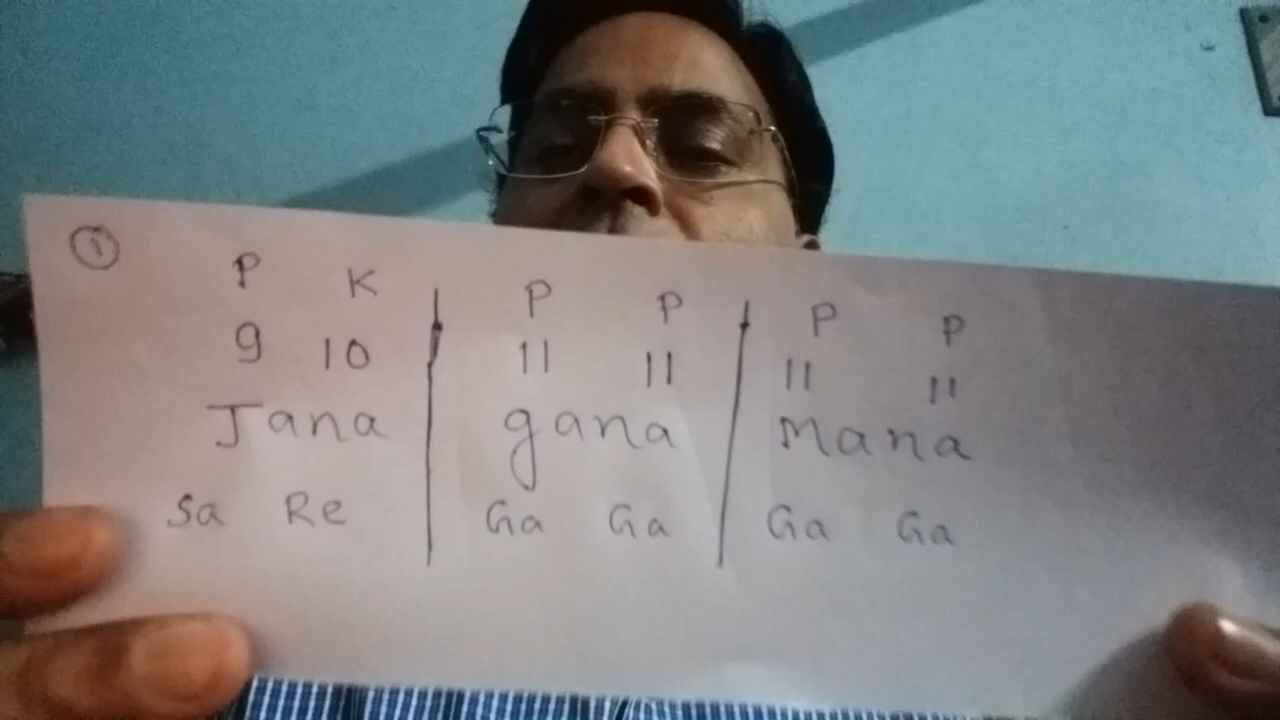 1
P K | P P | P P
9 10 | 11 11 | 11 11
Jana | gana | Mana
Sa Re | Ga Ga | Ga Ga